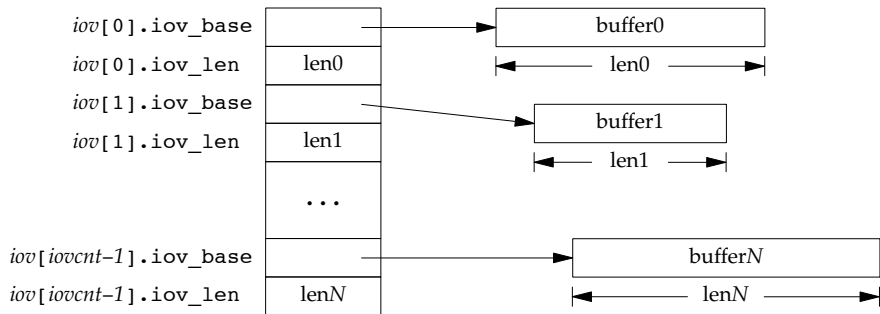 iov[0].iov_base buffer0
iov[0].iov_len len0 len0
iov[1].iov_base buffer1
iov[1].iov_len len1 len1
...
iov[iovcnt–1].iov_base bufferN
iov[iovcnt–1].iov_len lenN lenN